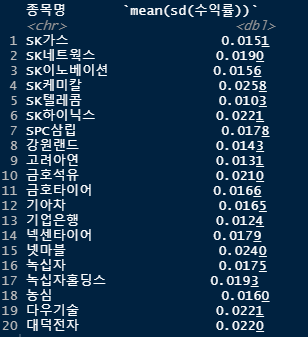 종목명 `mean(sd(수익률))`
<chr> <dbl>
1 SK가스 0.0151
2 SK네트웍스 0.0190
3 SK이노베이션 0.0156
4 SK케미칼 0.0258
5 SK텔레콤 0.0103
6 SK하이닉스 0.0221
7 SPC삼립 0.0178
8 강원랜드 0.0143
9 고려아연 0.0131
10 금호석유 0.0210
11 금호타이어 0.0166
12 기아차 0.0165
13 기업은행 0.0124
14 넥센타이어 0.0179
15 넷마블 0.0240
16 녹십자 0.0175
17 녹십자홀딩스 0.0193
18 농심 0.0160
19 다우기술 0.0221
20 대덕전자 0.0220